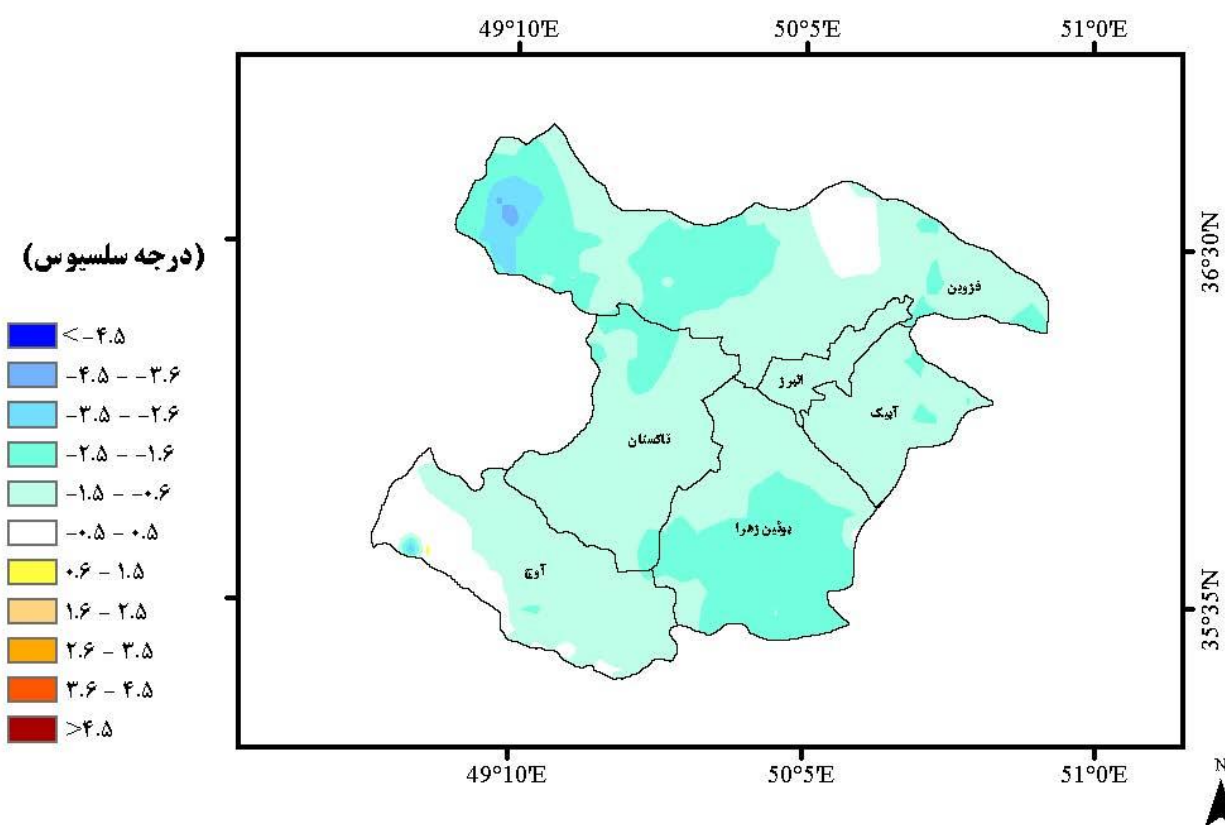 49°10'E 50°5'E 51°0'E
36°30'N
(درجه سلسیوس)
قزوین
< -۴.۵
-۴.۵ - -۳.۶
البرز
-۳.۵ - -۲.۶
آبیک
تاکستان
-۲.۵ - -۱.۶
-۱.۵ - -۰.۶
بوئین زهرا
-۰.۵ - ۰.۵
آوج
۰.۶ - ۱.۵
35°35'N
۱.۶ - ۲.۵
۲.۶ - ۳.۵
۳.۶ - ۴.۵
>۴.۵
49°10'E 50°5'E 51°0'E
N